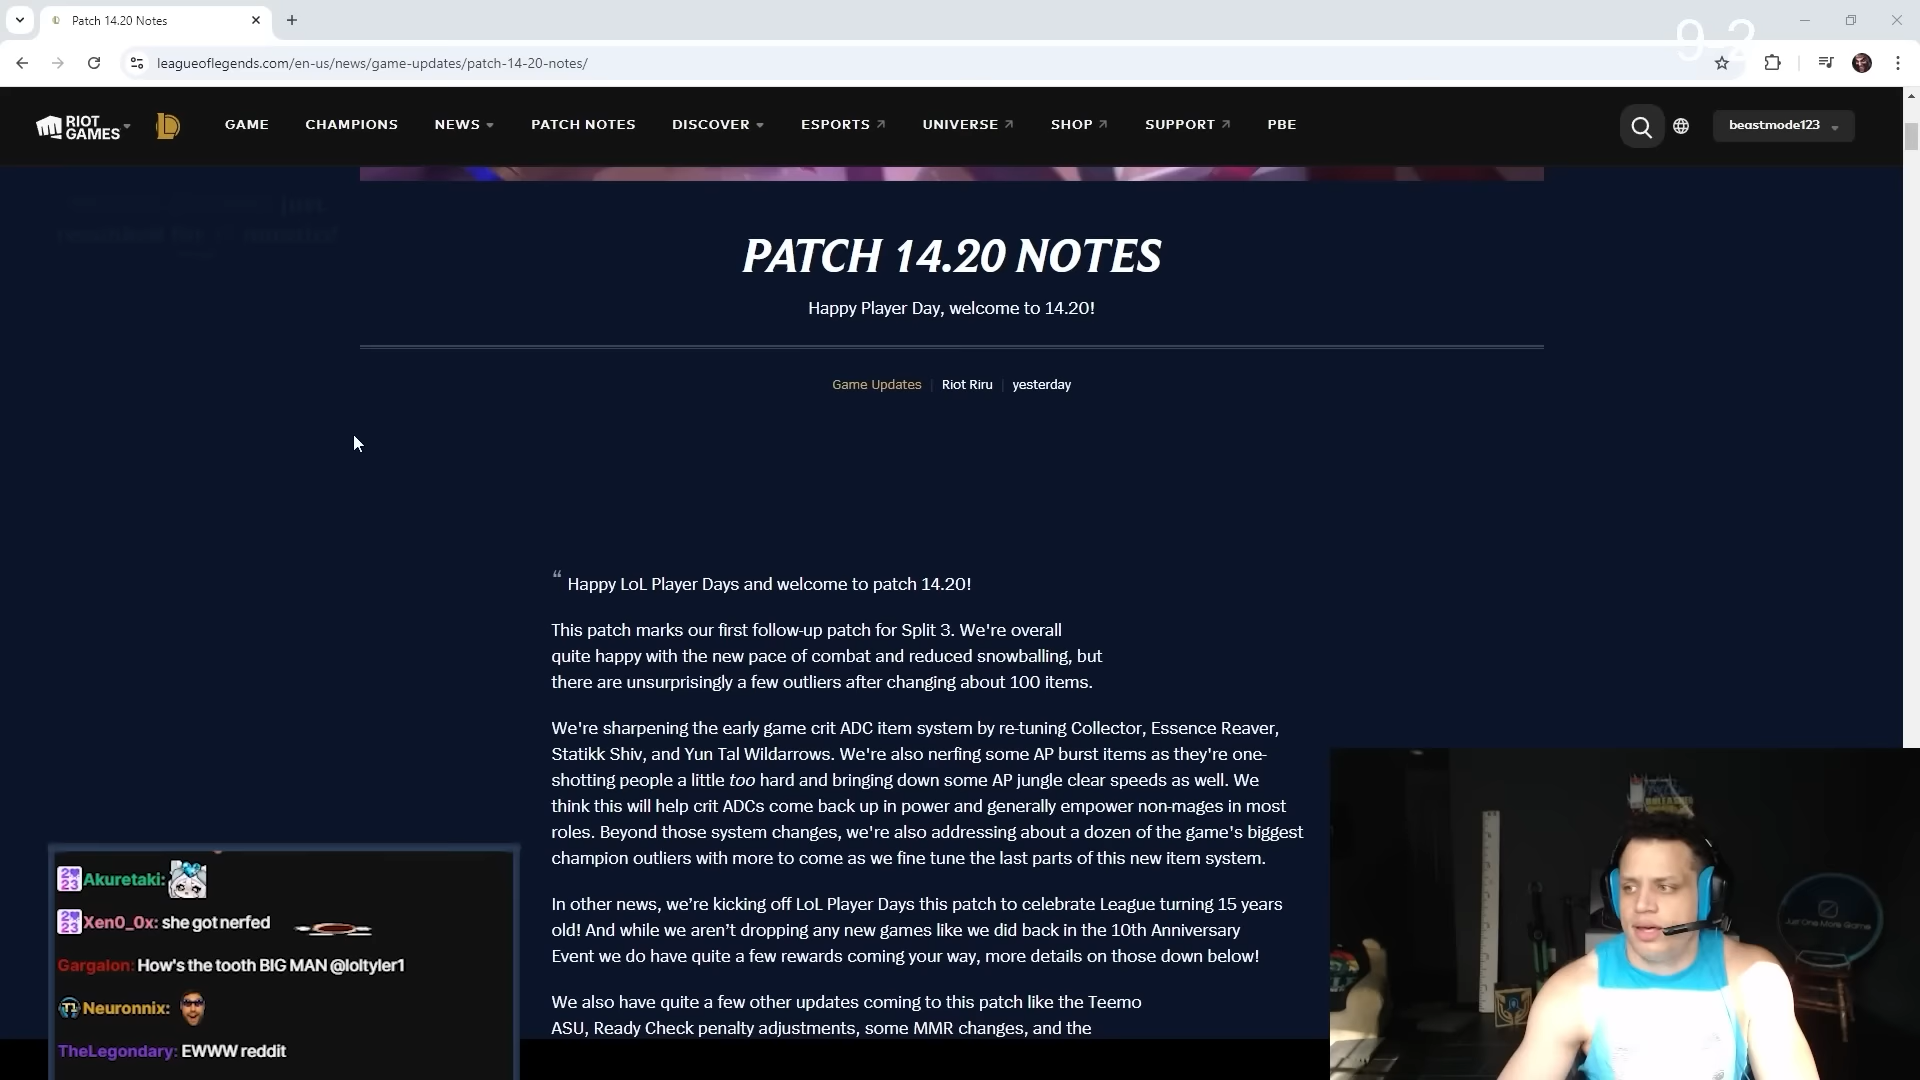 Patch 14.20 Notes
9-2
leagueoflegends.com/en-us/news/game-updates/patch-14-20-notes/
RIOT GAMES
GAME CHAMPIONS NEWS PATCH NOTES DISCOVER ESPORTS UNIVERSE SHOP SUPPORT PBE
beastmode123
PATCH 14.20 NOTES
Happy Player Day, welcome to 14.20!
Game Updates | Riot Riru | yesterday
“ Happy LoL Player Days and welcome to patch 14.20!
This patch marks our first follow-up patch for Split 3. We're overall
quite happy with the new pace of combat and reduced snowballing, but
there are unsurprisingly a few outliers after changing about 100 items.
We're sharpening the early game crit ADC item system by re-tuning Collector, Essence Reaver,
Statikk Shiv, and Yun Tal Wildarrows. We're also nerfing some AP burst items as they're one-
shotting people a little too hard and bringing down some AP jungle clear speeds as well. We
think this will help crit ADCs come back up in power and generally empower non-mages in most
roles. Beyond those system changes, we're also addressing about a dozen of the game's biggest
champion outliers with more to come as we fine tune the last parts of this new item system.
In other news, we’re kicking off LoL Player Days this patch to celebrate League turning 15 years
old! And while we aren’t dropping any new games like we did back in the 10th Anniversary
Event we do have quite a few rewards coming your way, more details on those down below!
We also have quite a few other updates coming to this patch like the Teemo
ASU, Ready Check penalty adjustments, some MMR changes, and the
Akuretaki:
Xen0_0x: she got nerfed
Gargalon: How's the tooth BIG MAN @loltyler1
T1 Neuronnix:
TheLegendary: EWWW reddit
Just One More Game